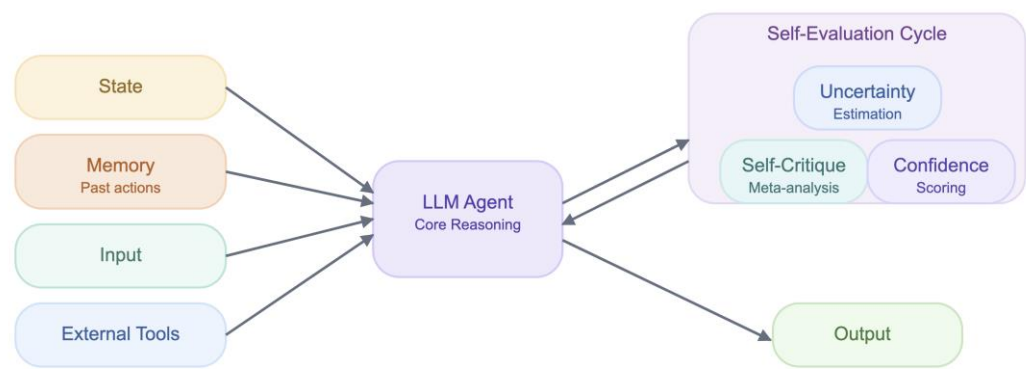 State
Memory
Past actions
Input
External Tools
LLM Agent
Core Reasoning
Self-Evaluation Cycle
Uncertainty
Estimation
Self-Critique
Meta-analysis
Confidence
Scoring
Output